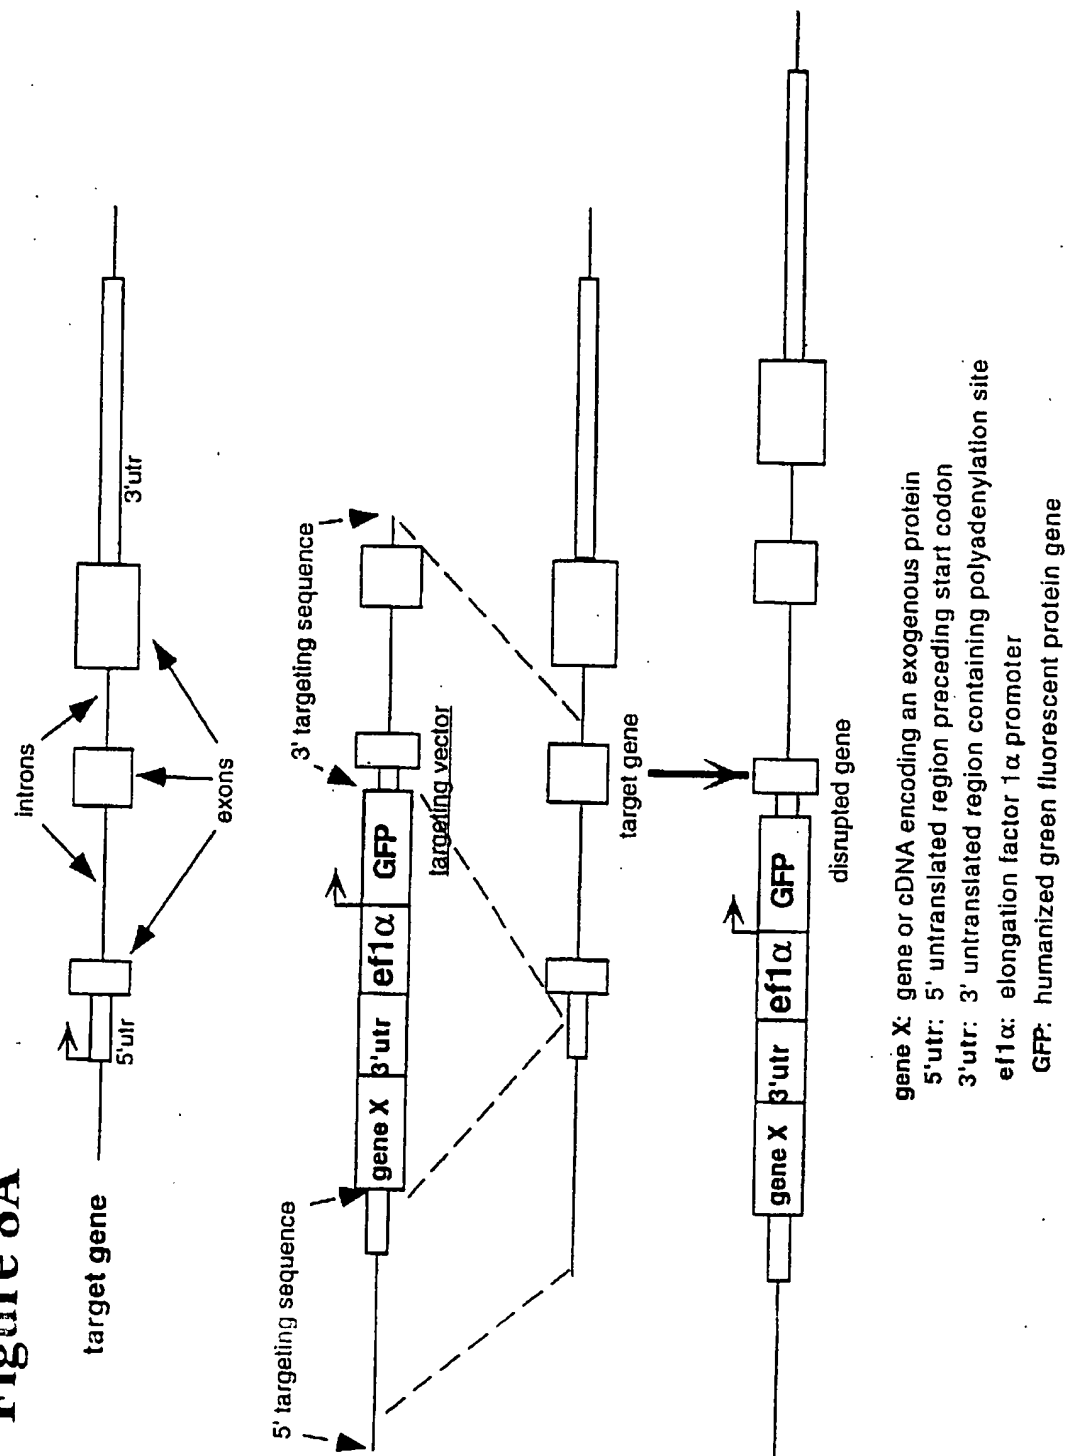 Figure 8A
target gene
5'utr
introns
exons
3'utr
5' targeting sequence
3' targeting sequence
gene X
3'utr
ef1α
GFP
targeting vector
target gene
gene X
3'utr
ef1α
GFP
disrupted gene
gene X: gene or cDNA encoding an exogenous protein
5'utr: 5' untranslated region preceding start codon
3'utr: 3' untranslated region containing polyadenylation site
ef1α: elongation factor 1α promoter
GFP: humanized green fluorescent protein gene